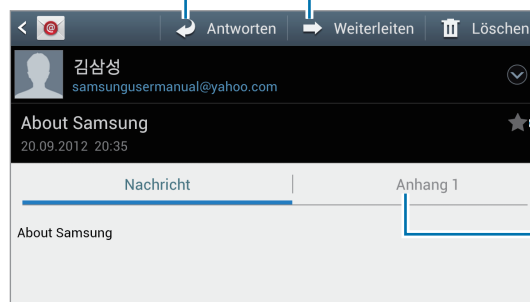 Antworten Weiterleiten Löschen
김삼성
samsungusermanual@yahoo.com
About Samsung
20.09.2012 20:35
Nachricht Anhang 1
About Samsung